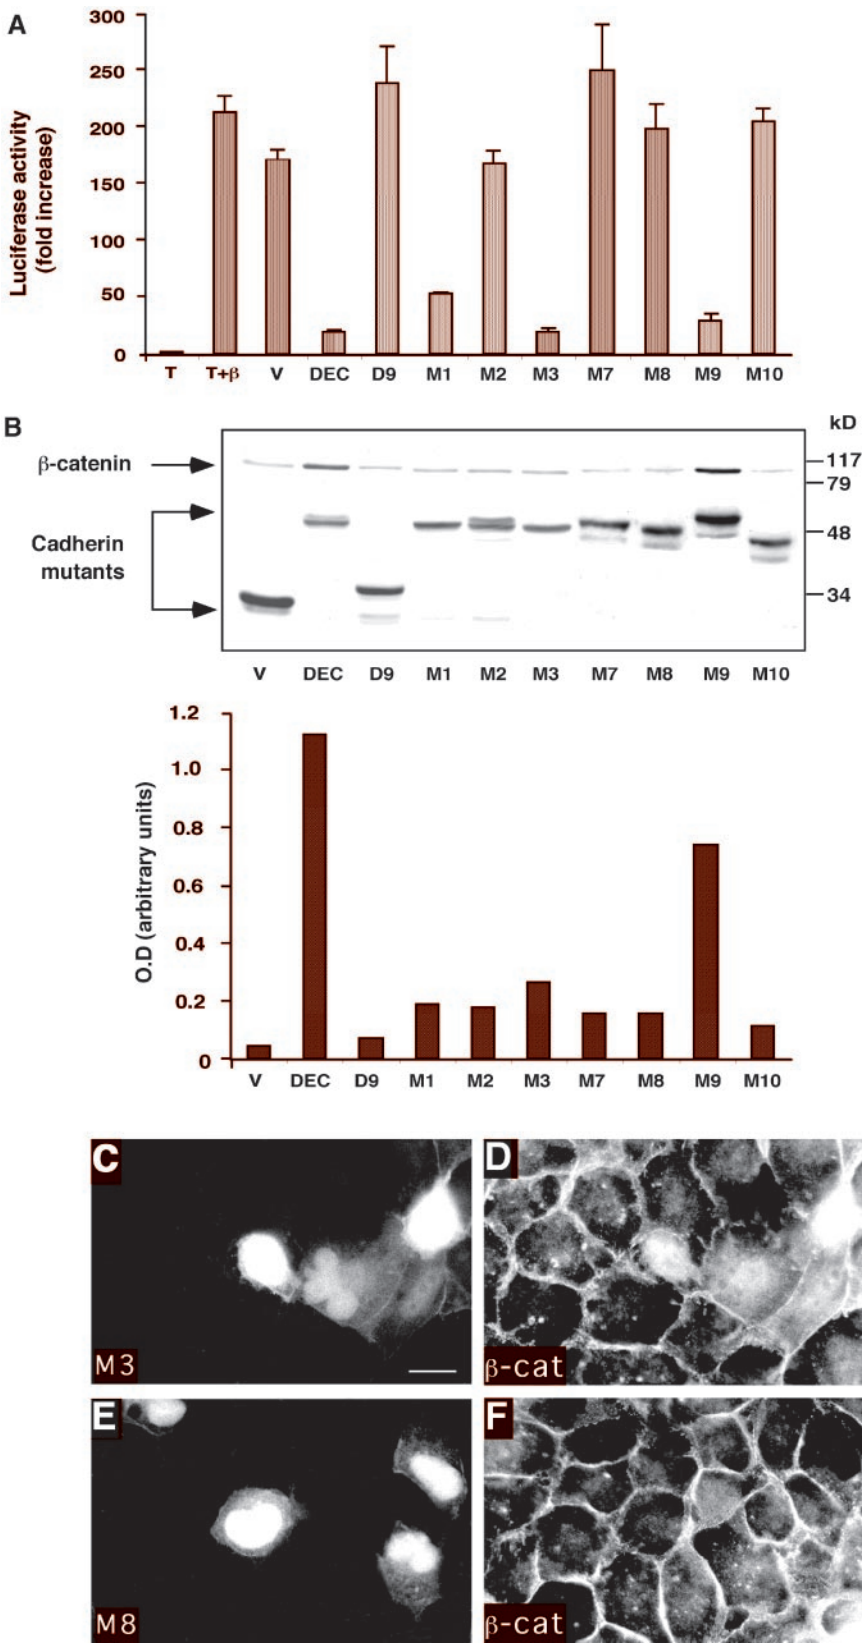 A
300
250
200
150
100
50
0
Luciferase activity
(fold increase)
T T+β V DEC D9 M1 M2 M3 M7 M8 M9 M10
B
kD
β-catenin
117
79
Cadherin
mutants
48
34
V DEC D9 M1 M2 M3 M7 M8 M9 M10
1.2
1.0
0.8
0.6
0.4
0.2
0
O.D (arbitrary units)
V DEC D9 M1 M2 M3 M7 M8 M9 M10
C
D
M3
β-cat
E
F
M8
β-cat